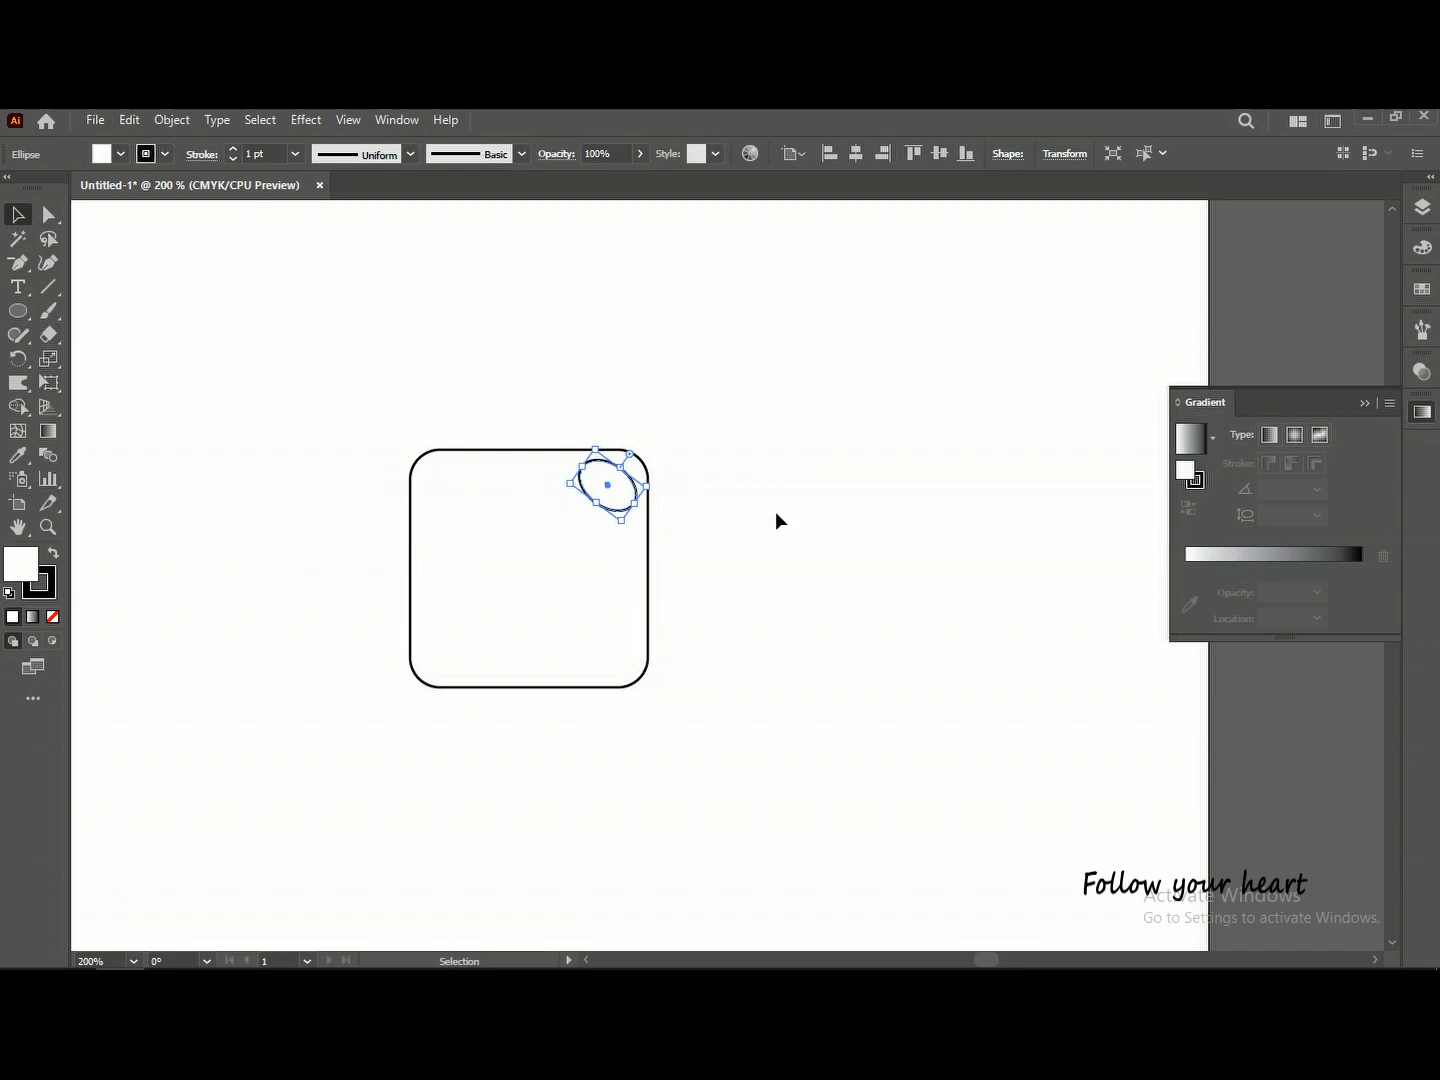 Ai File Edit Object Type Select Effect View Window Help
Ellipse Stroke: 1 pt Uniform Basic Opacity: 100% Style: Shape: Transform
Untitled-1* @ 200 % (CMYK/CPU Preview) ×
Gradient
Type:
Stroke:
Opacity:
Location:
Follow your heart
Activate Windows
Go to Settings to activate Windows.
200% 0° 1 Selection